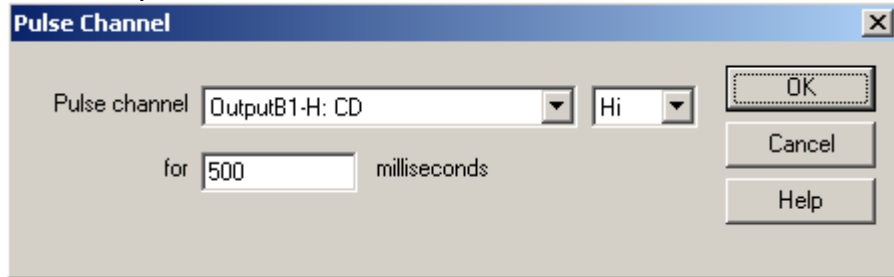 Pulse Channel
Pulse channel OutputB1-H: CD Hi
for 500 milliseconds
OK
Cancel
Help